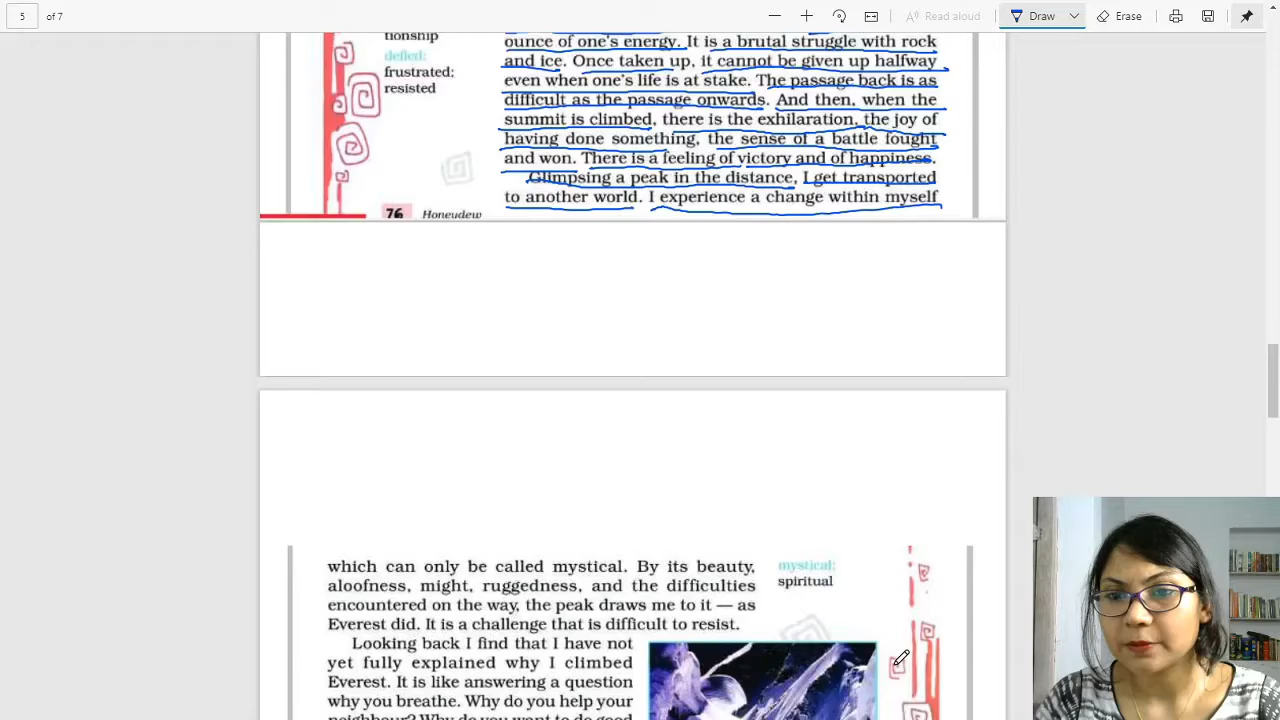 5 of 7
Read aloud
Draw
Erase
tionship
defied:
frustrated;
resisted
ounce of one's energy. It is a brutal struggle with rock
and ice. Once taken up, it cannot be given up halfway
even when one's life is at stake. The passage back is as
difficult as the passage onwards. And then, when the
summit is climbed, there is the exhilaration, the joy of
having done something, the sense of a battle fought
and won. There is a feeling of victory and of happiness.
Glimpsing a peak in the distance, I get transported
to another world. I experience a change within myself
76 Honeydew
which can only be called mystical. By its beauty,
aloofness, might, ruggedness, and the difficulties
encountered on the way, the peak draws me to it — as
Everest did. It is a challenge that is difficult to resist.
mystical:
spiritual
Looking back I find that I have not
yet fully explained why I climbed
Everest. It is like answering a question
why you breathe. Why do you help your
neighbour? Why do you want to do good